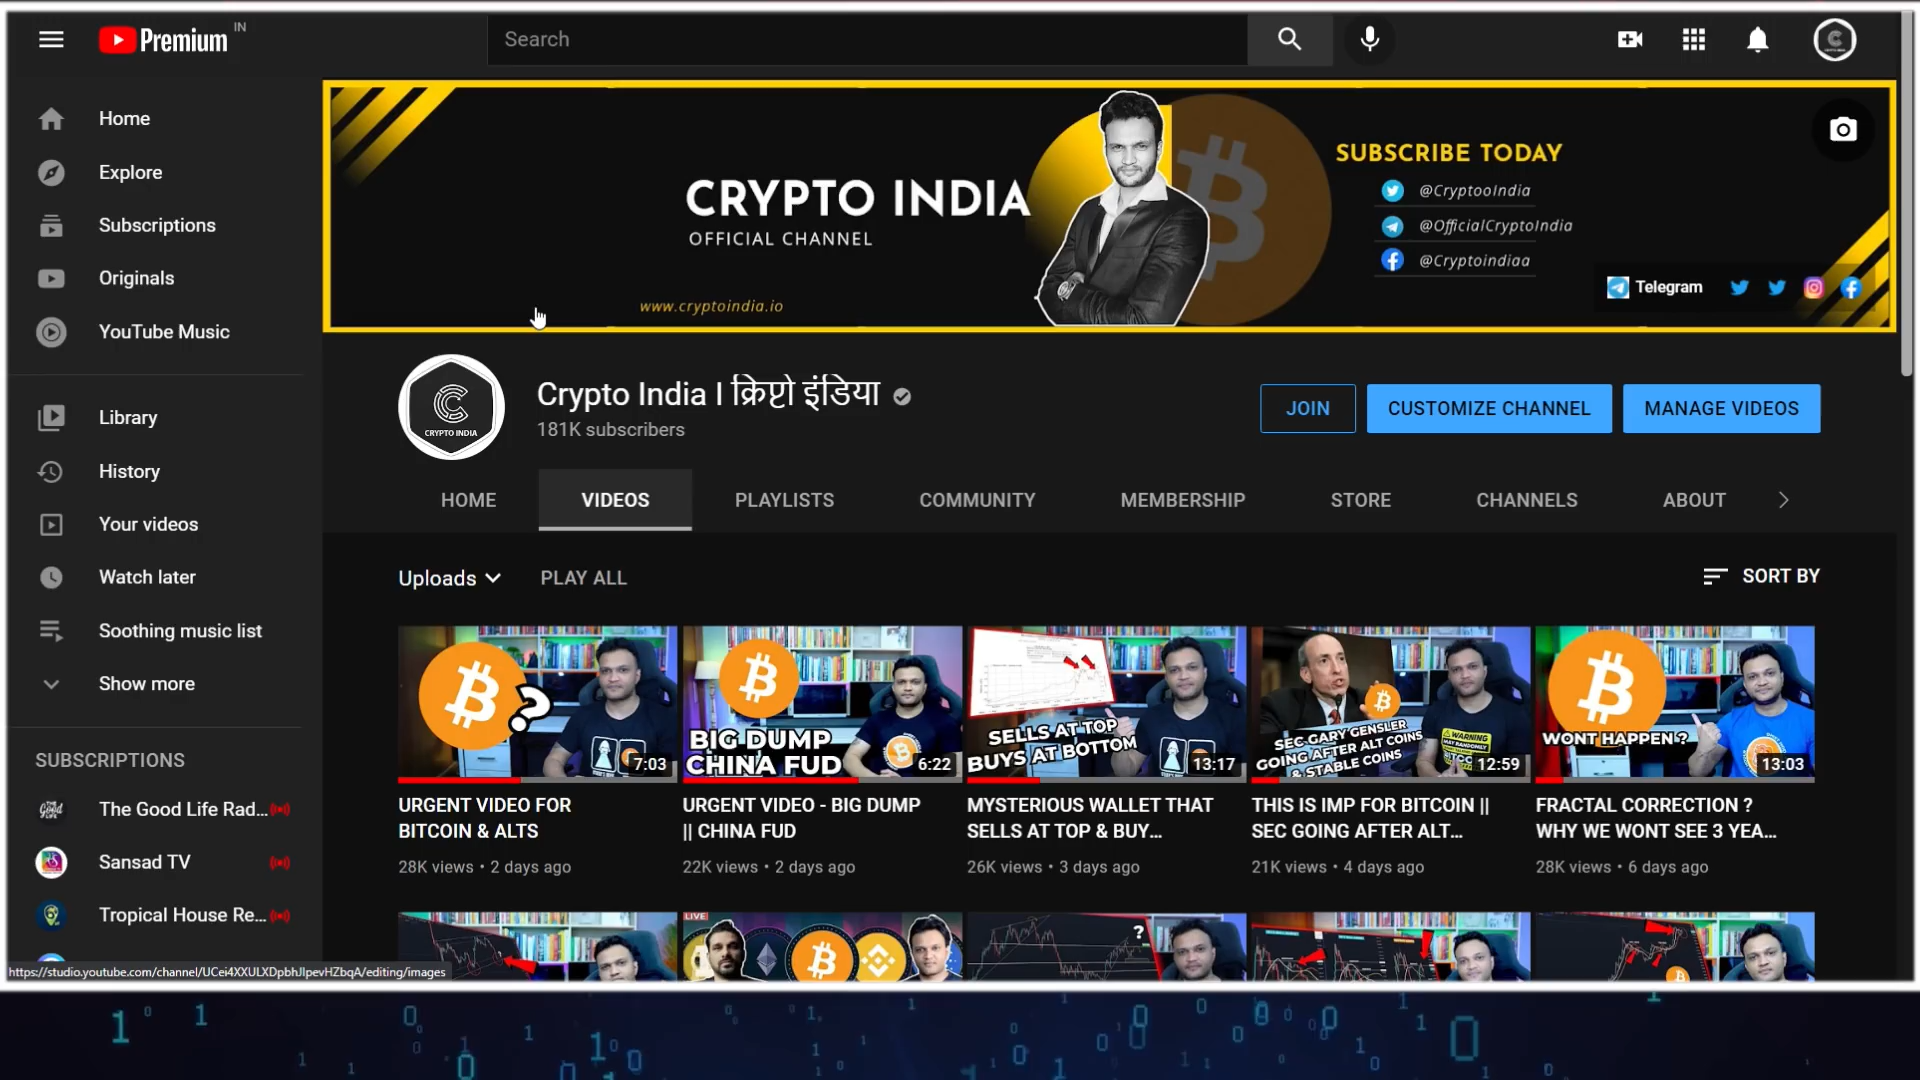 Premium IN
Search
Home
Explore
Subscriptions
Originals
YouTube Music
Library
History
Your videos
Watch later
Soothing music list
Show more
SUBSCRIPTIONS
The Good Life Rad...
Sansad TV
Tropical House Re...
https://studio.youtube.com/channel/UCei4XXULXDpbhJIpevHZbqA/editing/images
CRYPTO INDIA
OFFICIAL CHANNEL
www.cryptoindia.io
SUBSCRIBE TODAY
@CryptooIndia
@OfficialCryptoIndia
@Cryptoindiaa
Telegram
CRYPTO INDIA
Crypto India I क्रिप्टो इंडिया
181K subscribers
JOIN
CUSTOMIZE CHANNEL
MANAGE VIDEOS
HOME
VIDEOS
PLAYLISTS
COMMUNITY
MEMBERSHIP
STORE
CHANNELS
ABOUT
Uploads
PLAY ALL
SORT BY
?
7:03
BIG DUMP
CHINA FUD
6:22
SELLS AT TOP
BUYS AT BOTTOM
13:17
SEC GARY GENSLER
GOING AFTER ALT COINS
& STABLE COINS
12:59
WONT HAPPEN ?
13:03
URGENT VIDEO FOR
BITCOIN & ALTS
28K views • 2 days ago
URGENT VIDEO - BIG DUMP
|| CHINA FUD
22K views • 2 days ago
MYSTERIOUS WALLET THAT
SELLS AT TOP & BUY...
26K views • 3 days ago
THIS IS IMP FOR BITCOIN ||
SEC GOING AFTER ALT...
21K views • 4 days ago
FRACTAL CORRECTION ?
WHY WE WONT SEE 3 YEA...
28K views • 6 days ago
LIVE
?